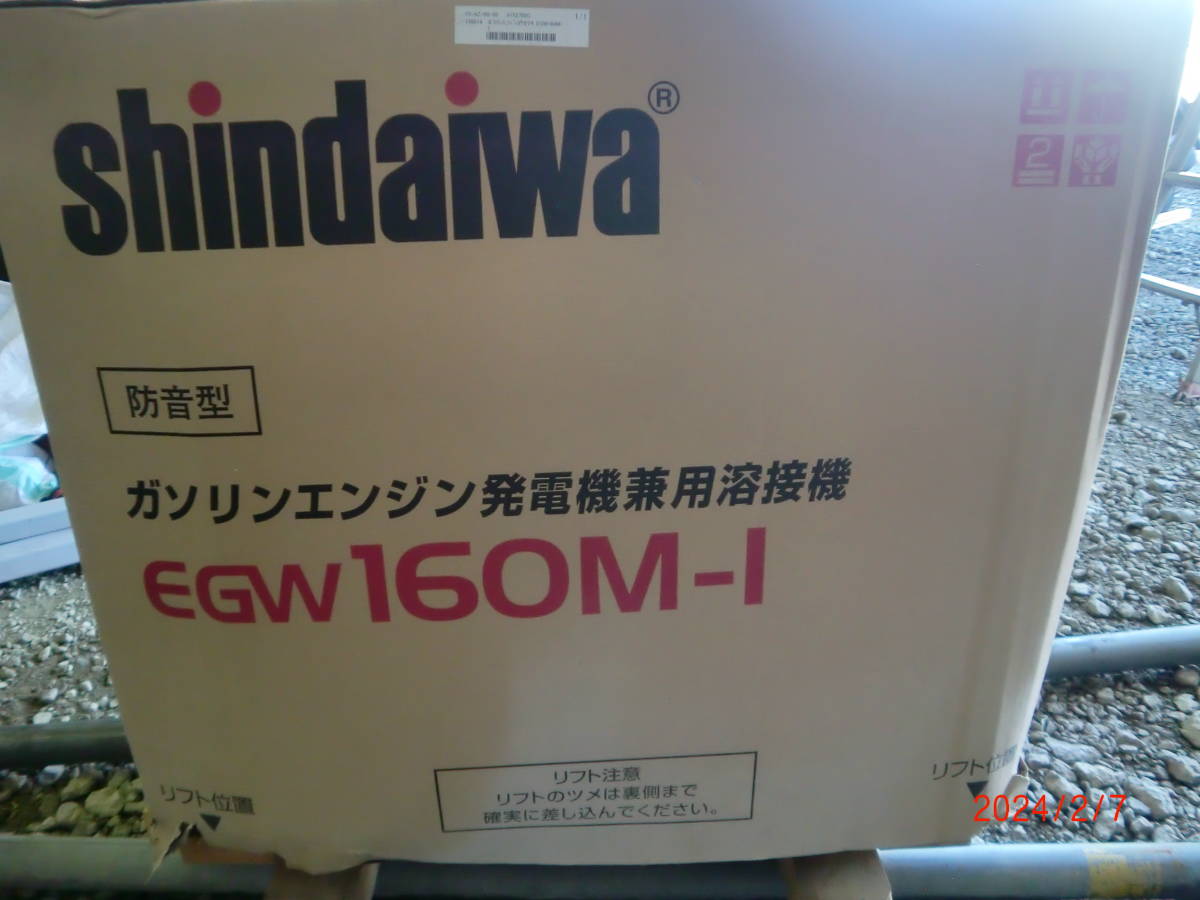 1/1
shindaiwa®
2
防音型
ガソリンエンジン発電機兼用溶接機
EGW160M-I
リフト注意
リフトのツメは裏側まで
確実に差し込んでください。
リフト位置
リフト位置
2024/2/7